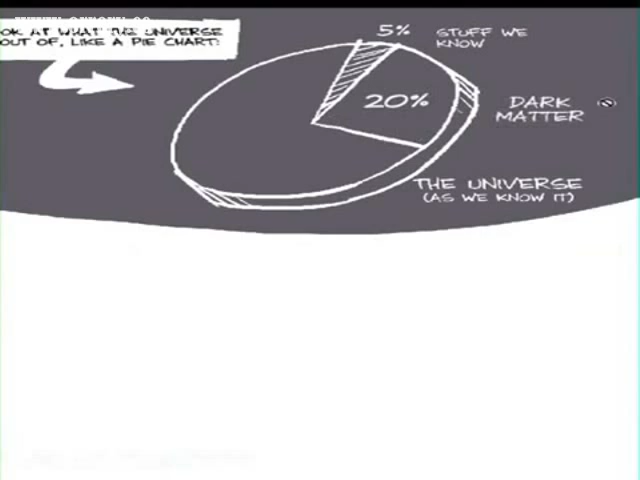 OK AT WHAT THE UNIVERSE
OUT OF, LIKE A PIE CHART:
5%
STUFF WE
KNOW
20%
DARK
MATTER
THE UNIVERSE
(AS WE KNOW IT)